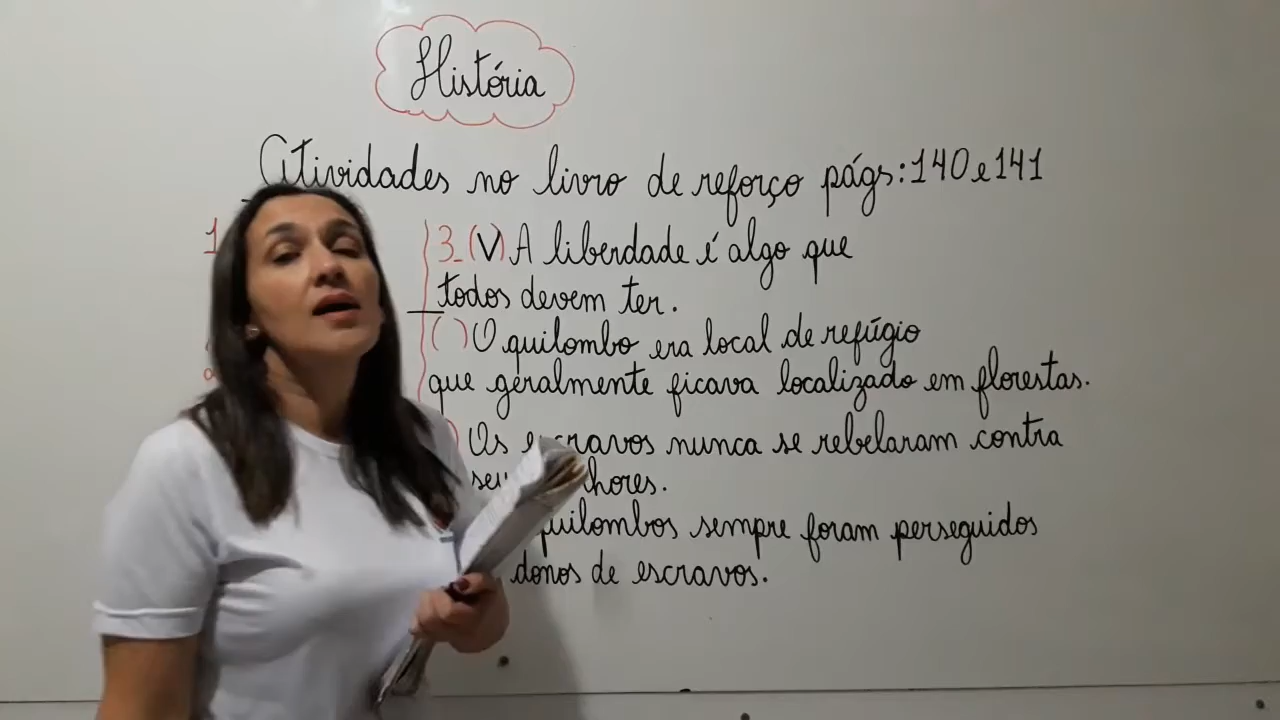 História
Atividades no livro de reforço págs:140 e 141
1
3_(V) A liberdade é algo que
todos devem ter.
( ) O quilombo era local de refúgio
que geralmente ficava localizado em florestas.
) Os escravos nunca se rebelaram contra
quilombos sempre foram perseguidos
donos de escravos.